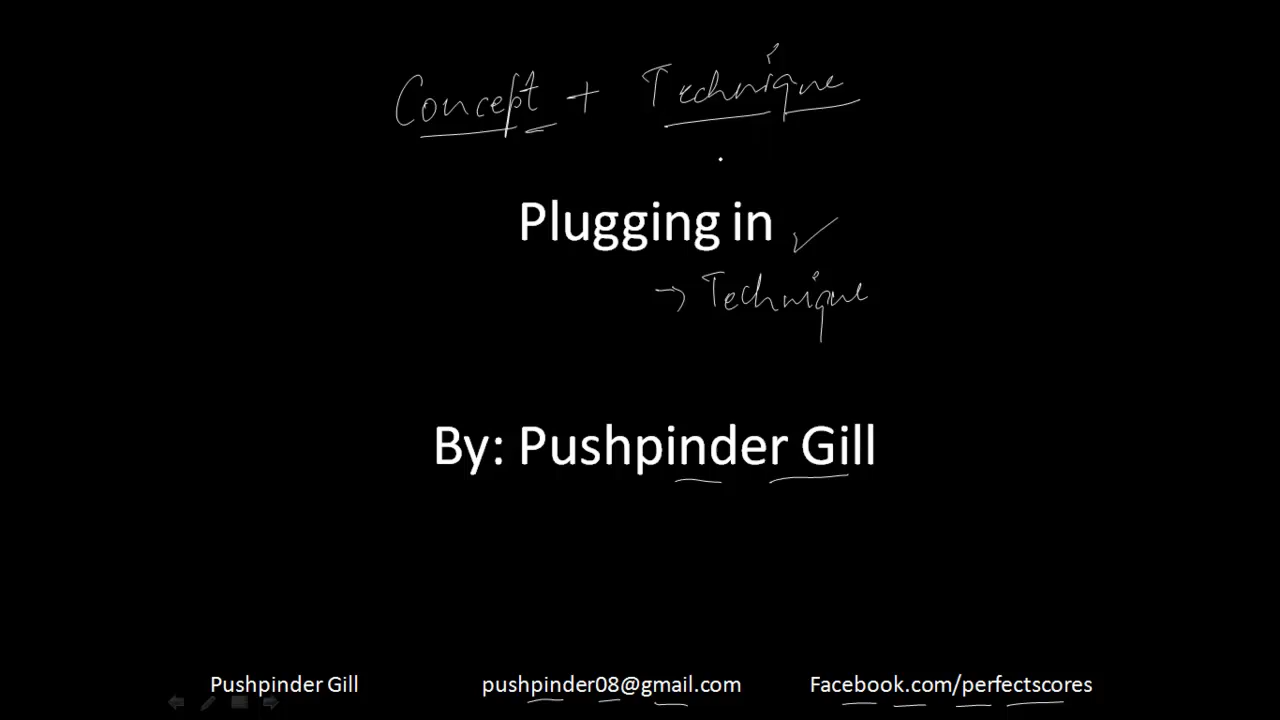 Concept + Technique
Plugging in
→ Technique
By: Pushpinder Gill
Pushpinder Gill pushpinder08@gmail.com Facebook.com/perfectscores